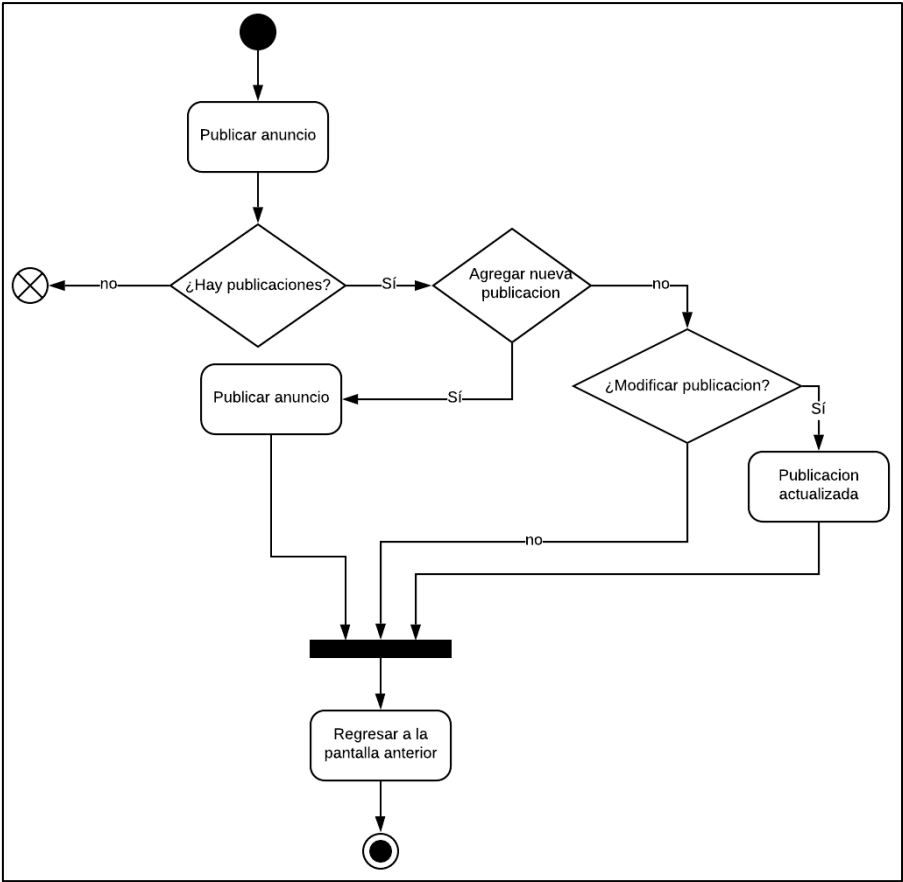 Publicar anuncio
no
¿Hay publicaciones?
Sí
Agregar nueva
publicacion
no
¿Modificar publicacion?
Sí
Publicar anuncio
Sí
Publicacion
actualizada
no
Regresar a la
pantalla anterior